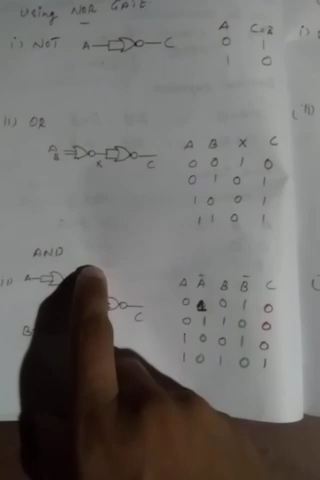 Using NOR GATE
i) NOT A C
A C
0 1
1 0
ii) OR
A B X C
A B X C
0 0 1 0
0 1 0 1
1 0 0 1
1 1 0 1
AND
A B C
A Ā B B̄ C
0 1 0 1 0
0 1 1 0 0
1 0 0 1 0
1 0 1 0 1